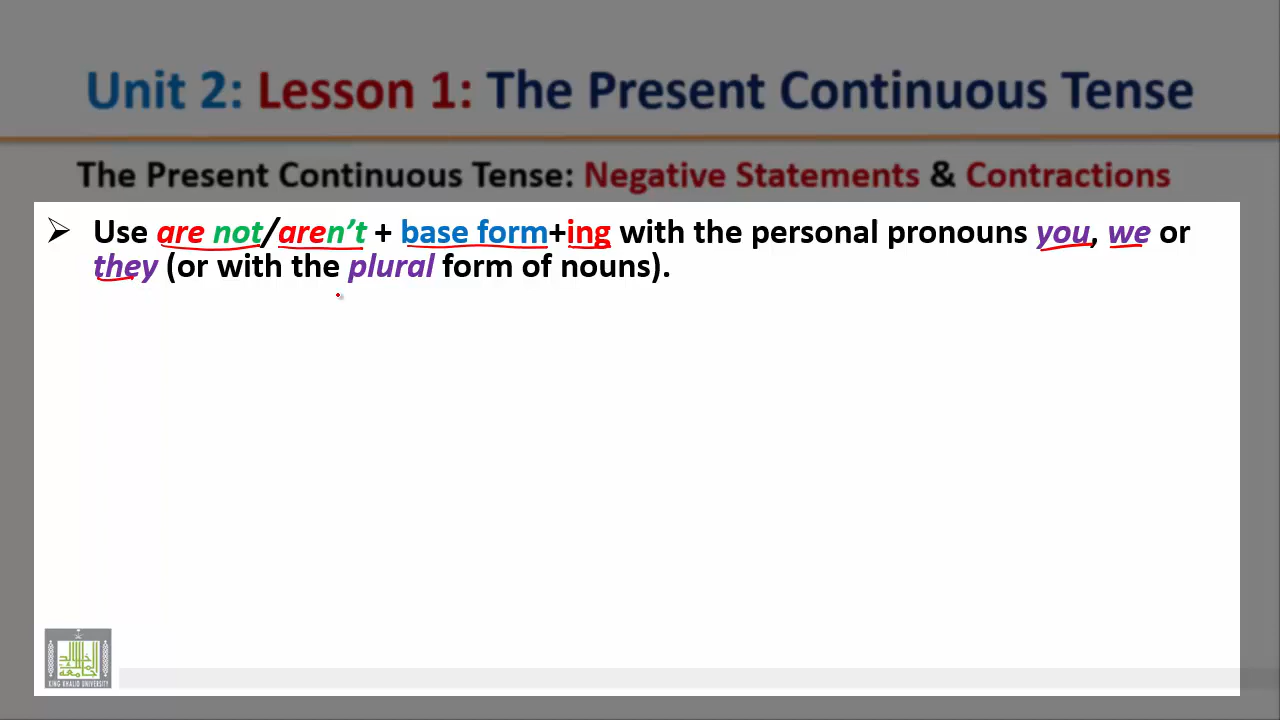 Unit 2: Lesson 1: The Present Continuous Tense
The Present Continuous Tense: Negative Statements & Contractions
➢ Use are not/aren’t + base form+ing with the personal pronouns you, we or
they (or with the plural form of nouns).
KING KHALID UNIVERSITY